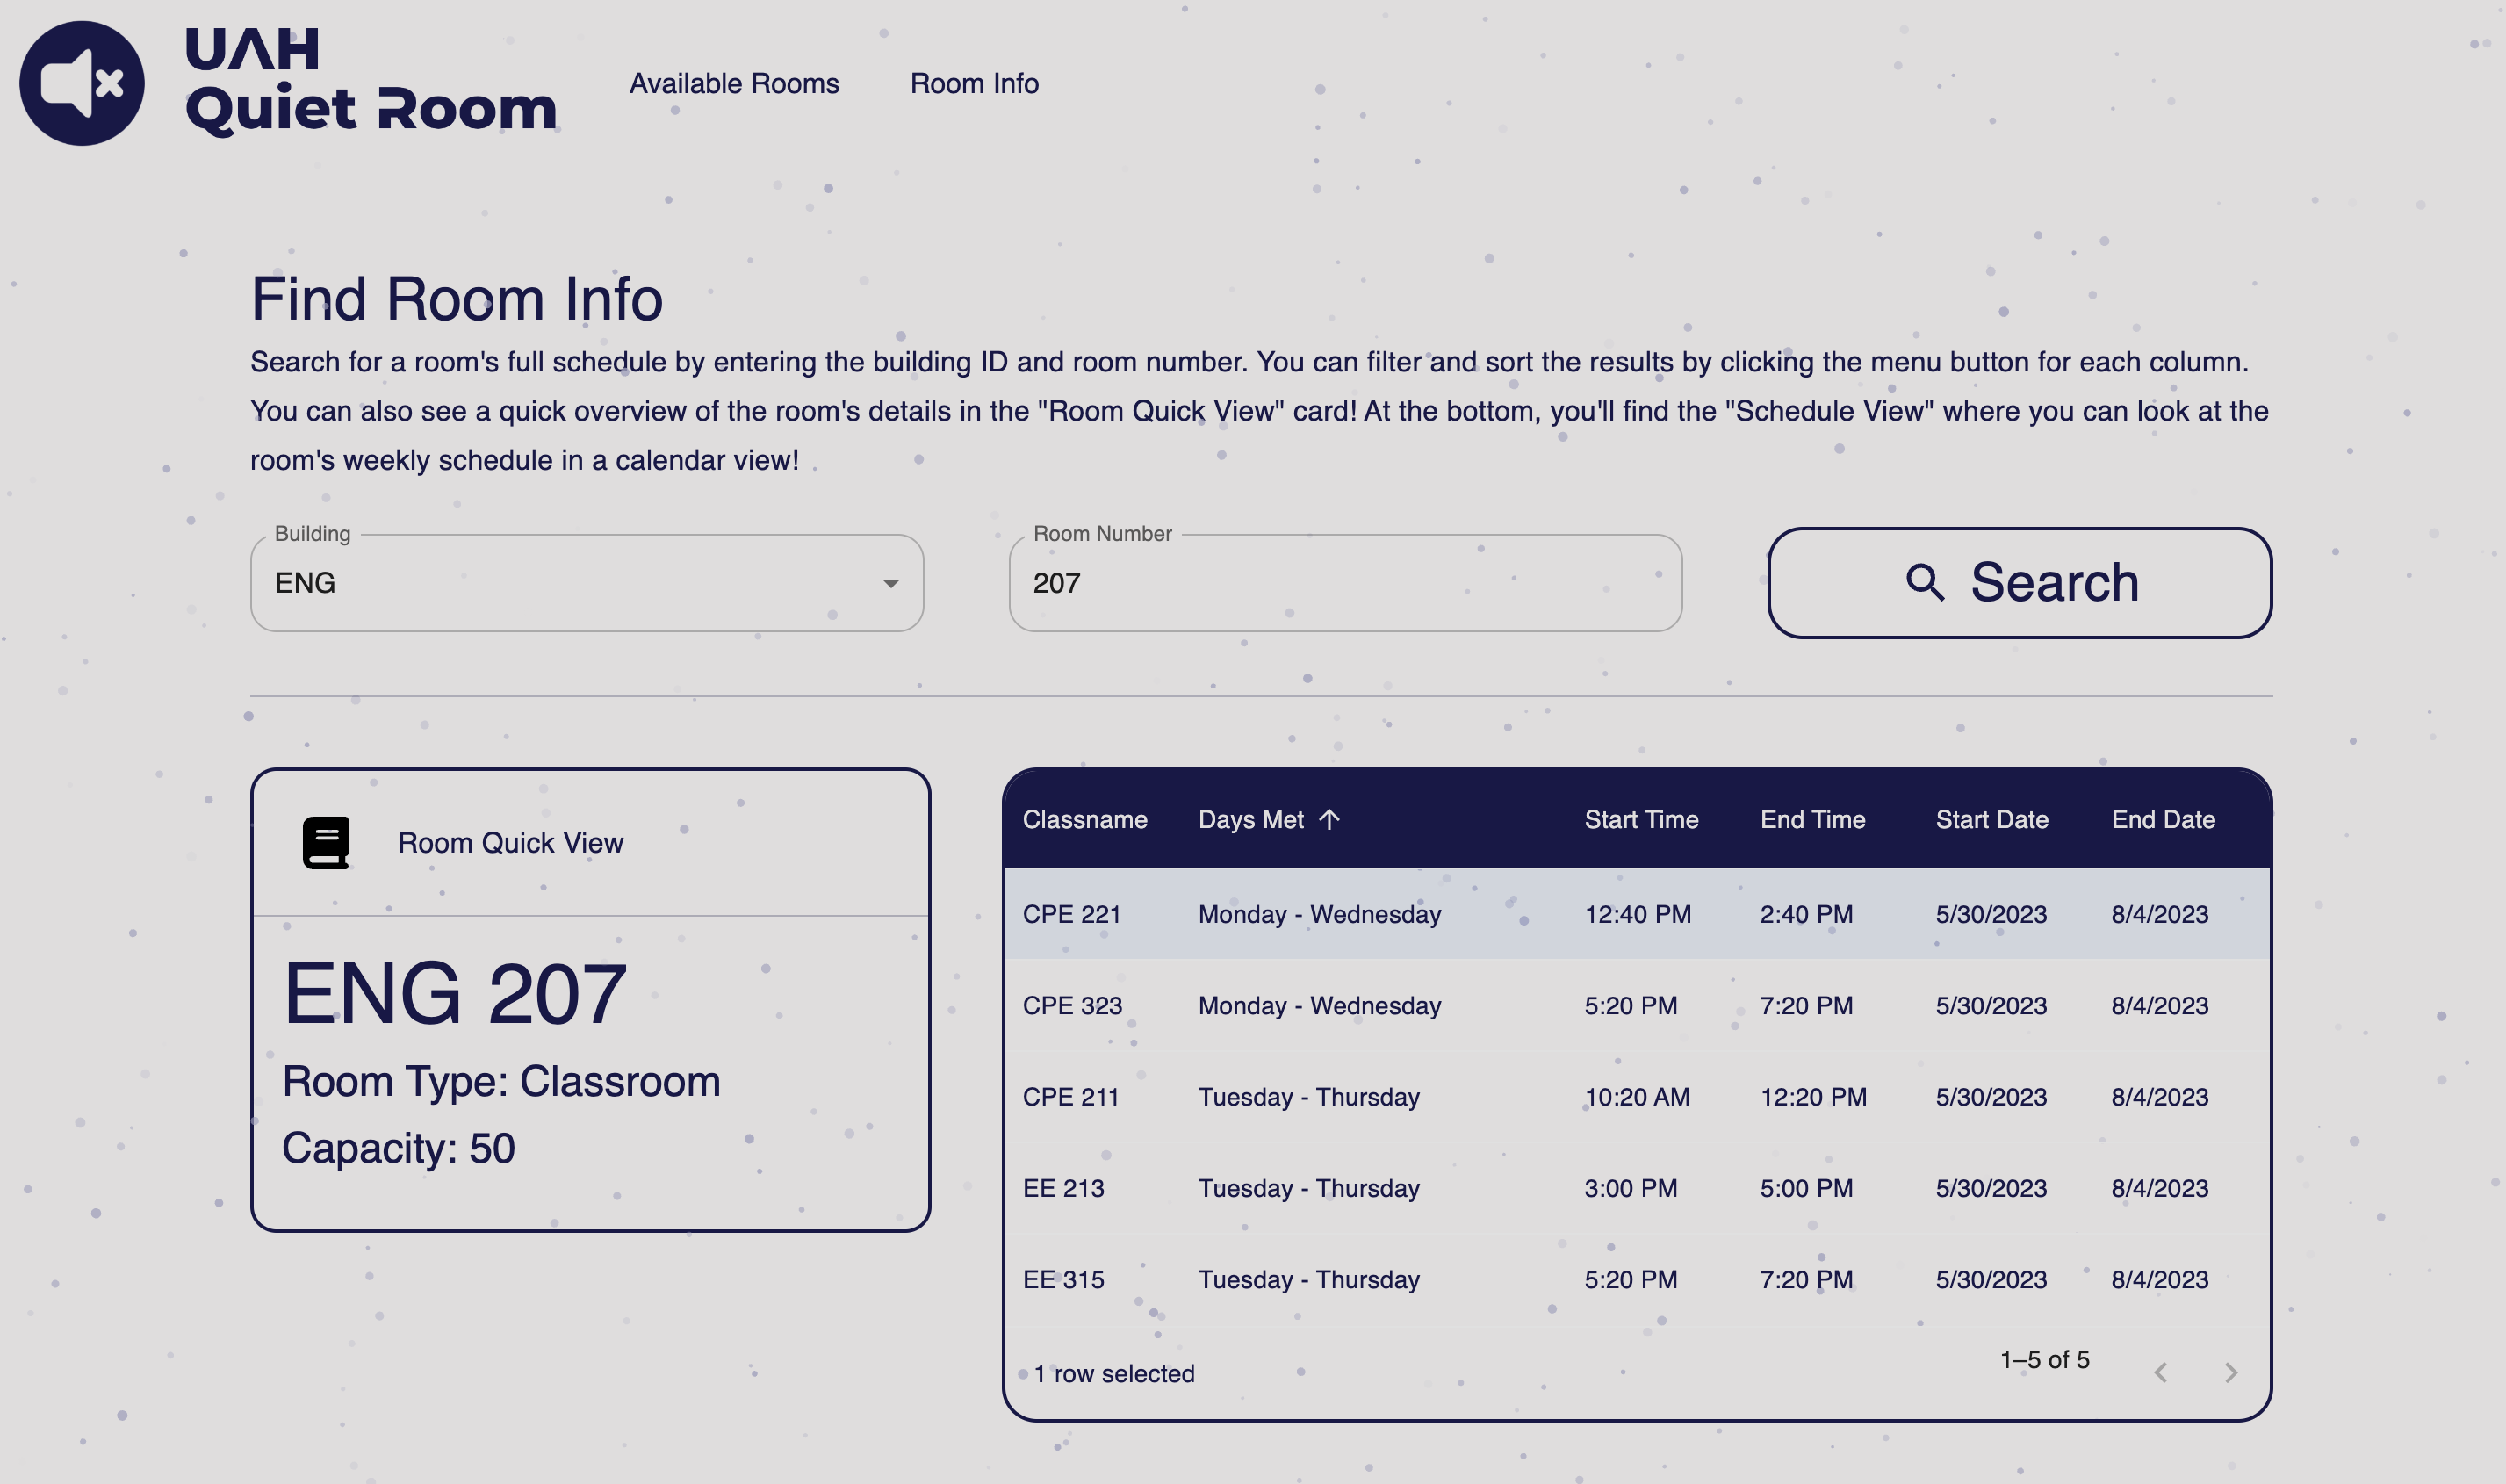 UAH
Quiet Room
Available Rooms
Room Info
Find Room Info
Search for a room's full schedule by entering the building ID and room number. You can filter and sort the results by clicking the menu button for each column.
You can also see a quick overview of the room's details in the "Room Quick View" card! At the bottom, you'll find the "Schedule View" where you can look at the
room's weekly schedule in a calendar view!
Building
ENG
Room Number
207
Search
Room Quick View
ENG 207
Room Type: Classroom
Capacity: 50
Classname Days Met Start Time End Time Start Date End Date
CPE 221 Monday - Wednesday 12:40 PM 2:40 PM 5/30/2023 8/4/2023
CPE 323 Monday - Wednesday 5:20 PM 7:20 PM 5/30/2023 8/4/2023
CPE 211 Tuesday - Thursday 10:20 AM 12:20 PM 5/30/2023 8/4/2023
EE 213 Tuesday - Thursday 3:00 PM 5:00 PM 5/30/2023 8/4/2023
EE 315 Tuesday - Thursday 5:20 PM 7:20 PM 5/30/2023 8/4/2023
1 row selected
1–5 of 5